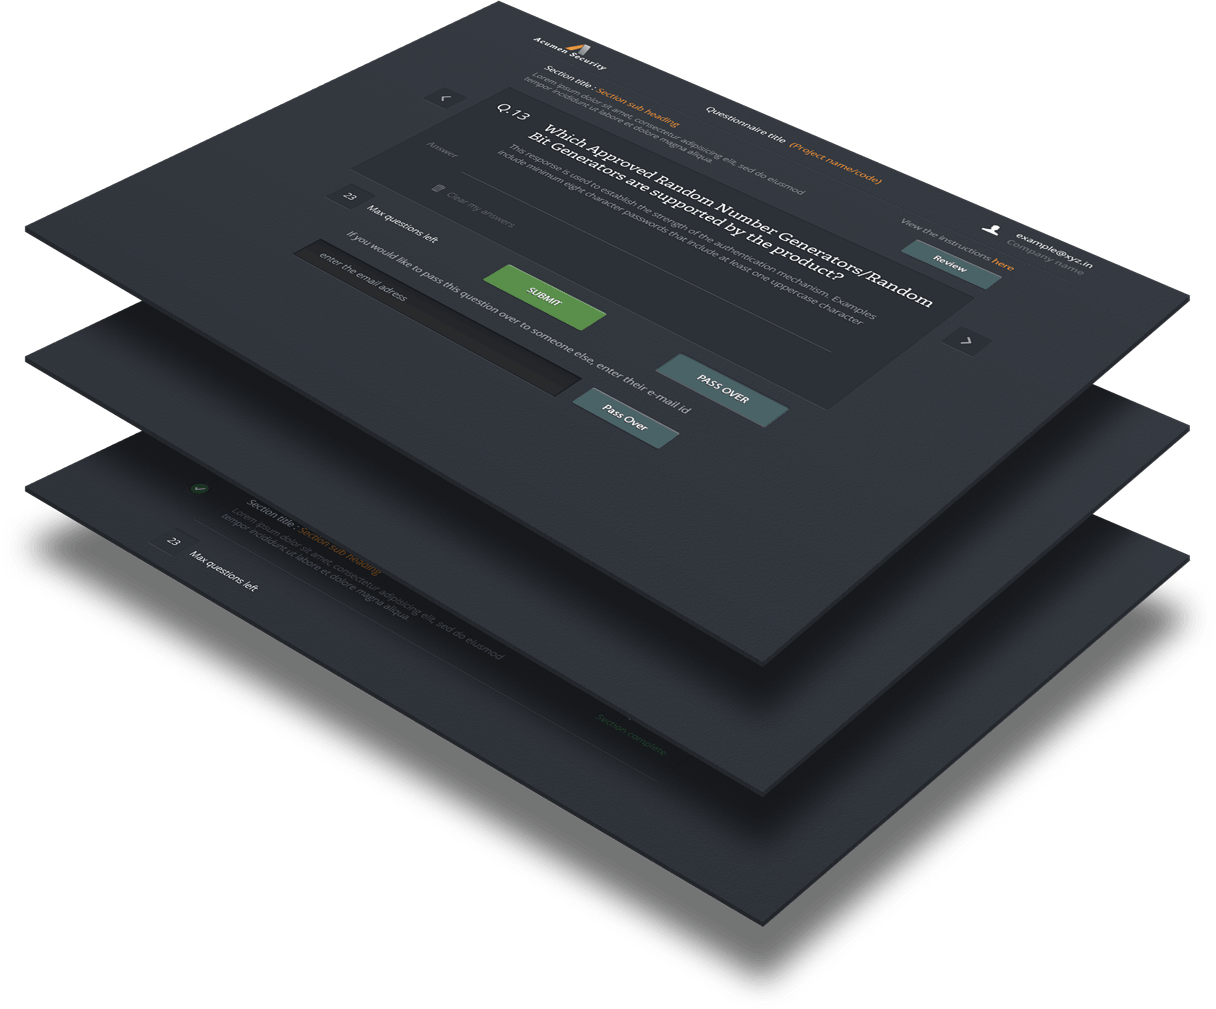 Acumen Security
Questionnaire title (Project name/code)
example@xyz.in
Company name
Section title : Section sub heading
Lorem ipsum dolor sit amet, consectetur adipisicing elit, sed do eiusmod
tempor incididunt ut labore et dolore magna aliqua.
View the instructions here
Review
Q.13
Which Approved Random Number Generators/Random
Bit Generators are supported by the product?
This response is used to establish the strength of the authentication mechanism. Examples
include minimum eight character passwords that include at least one uppercase character
Answer
Clear my answers
23 Max questions left
SUBMIT
PASS OVER
If you would like to pass this question over to someone else, enter their e-mail id
enter the email adress
Pass Over
Section title : Section sub heading
Lorem ipsum dolor sit amet, consectetur adipisicing elit, sed do eiusmod
tempor incididunt ut labore et dolore magna aliqua.
Section complete
23 Max questions left